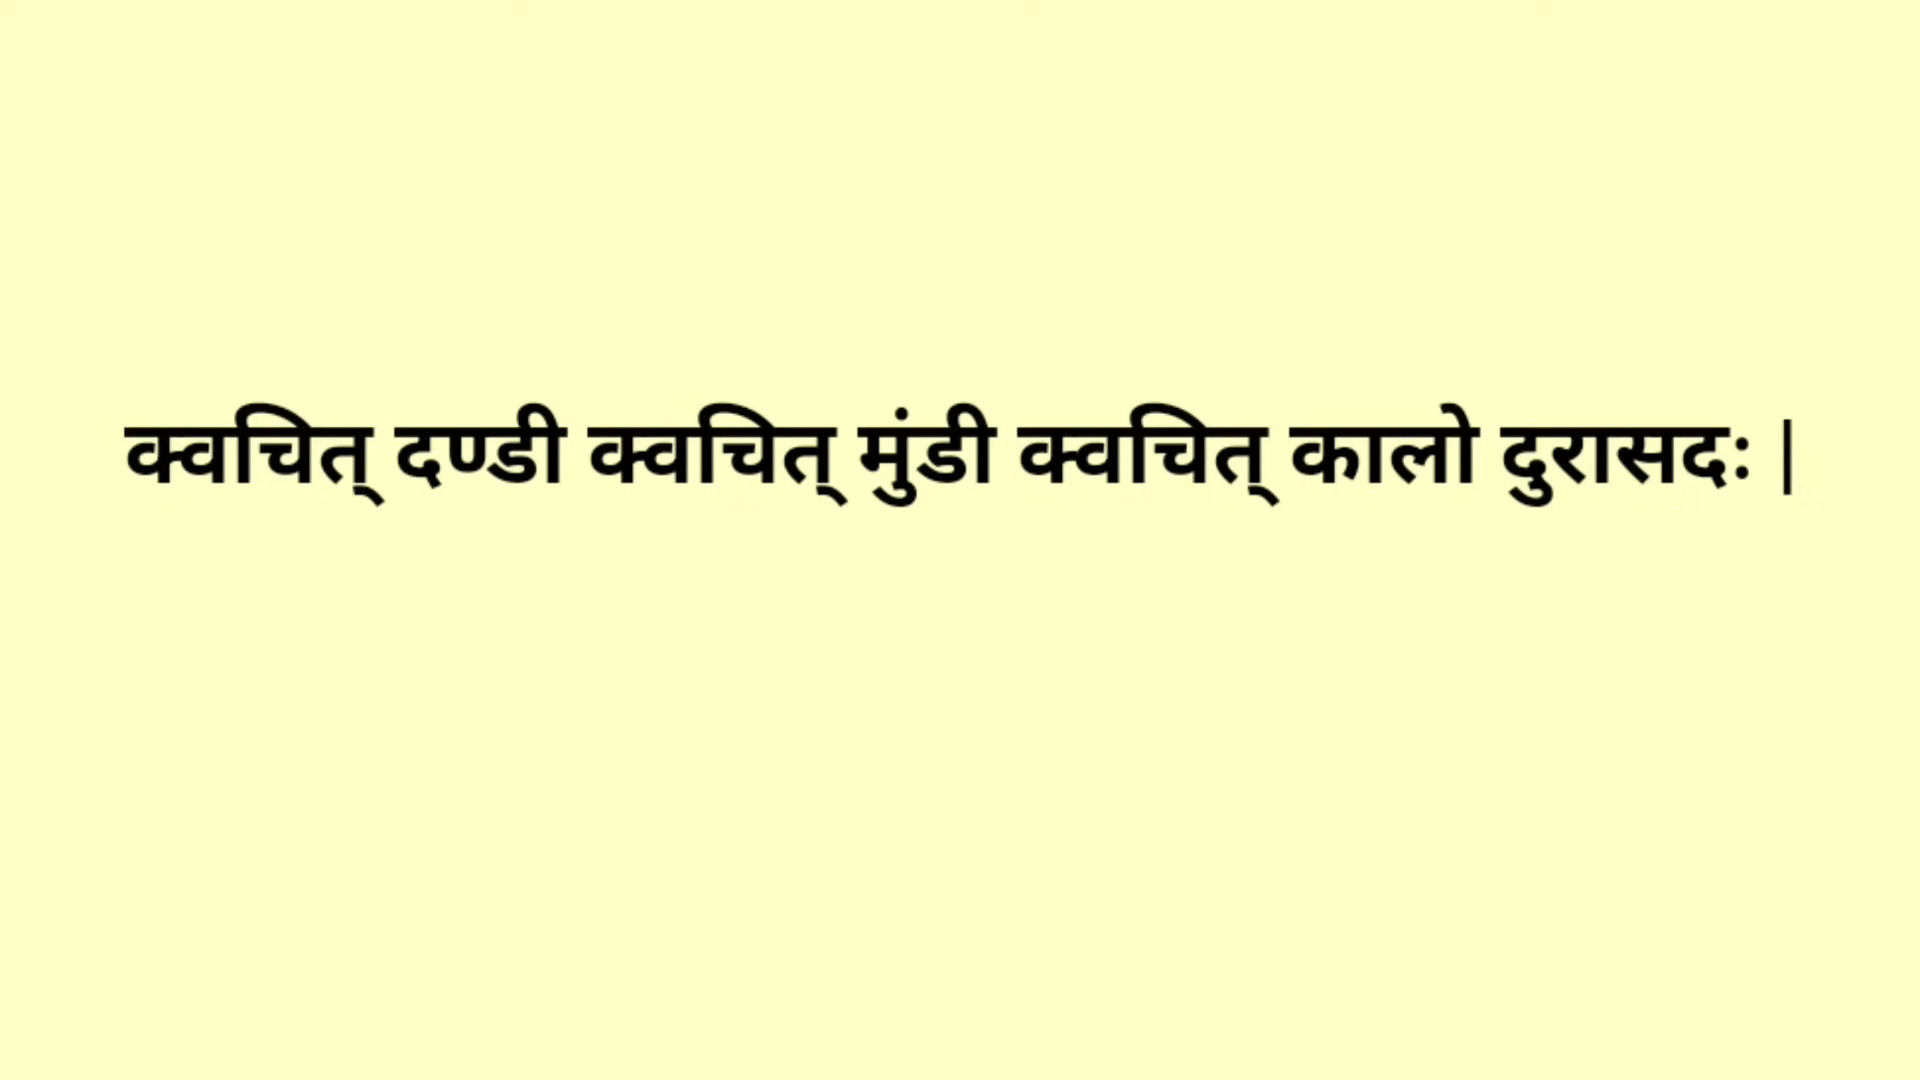 क्वचित् दण्डी क्वचित् मुंडी क्वचित् कालो दुरासदः |